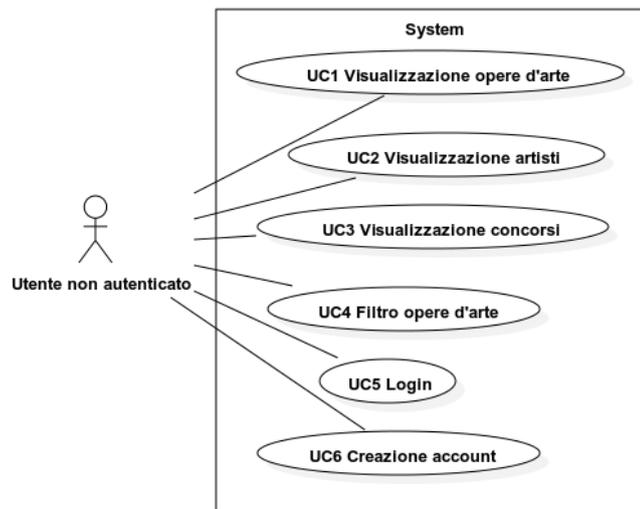 System
UC1 Visualizzazione opere d'arte
UC2 Visualizzazione artisti
UC3 Visualizzazione concorsi
Utente non autenticato
UC4 Filtro opere d'arte
UC5 Login
UC6 Creazione account